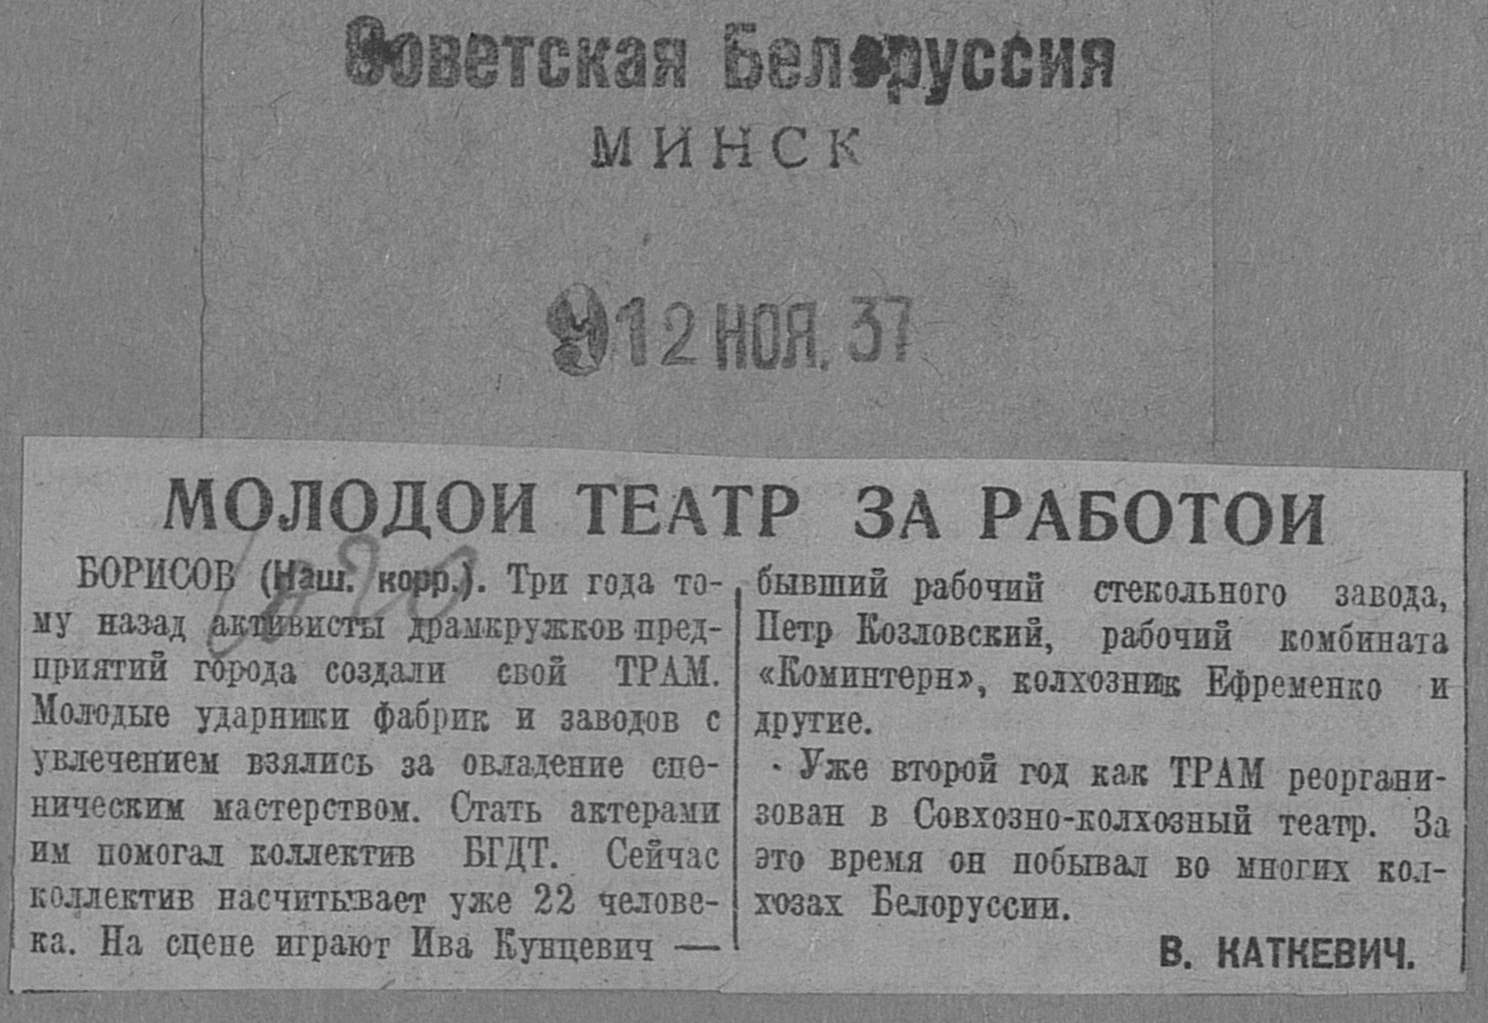 Советская Белоруссия
МИНСК
12 НОЯ. 37
МОЛОДОЙ ТЕАТР ЗА РАБОТОЙ
БОРИСОВ (Наш. корр.). Три года то-
му назад активисты драмкружков пред-
приятий города создали свой ТРАМ.
Молодые ударники фабрик и заводов с
увлечением взялись за овладение сце-
ническим мастерством. Стать актерами
им помогал коллектив БГДТ. Сейчас
коллектив насчитывает уже 22 челове-
ка. На сцене играют Ива Кунцевич —
бывший рабочий стекольного завода,
Петр Козловский, рабочий комбината
«Коминтерн», колхозник Ефременко и
другие.
Уже второй год как ТРАМ реоргани-
зован в Совхозно-колхозный театр. За
это время он побывал во многих кол-
хозах Белоруссии.
В. КАТКЕВИЧ.